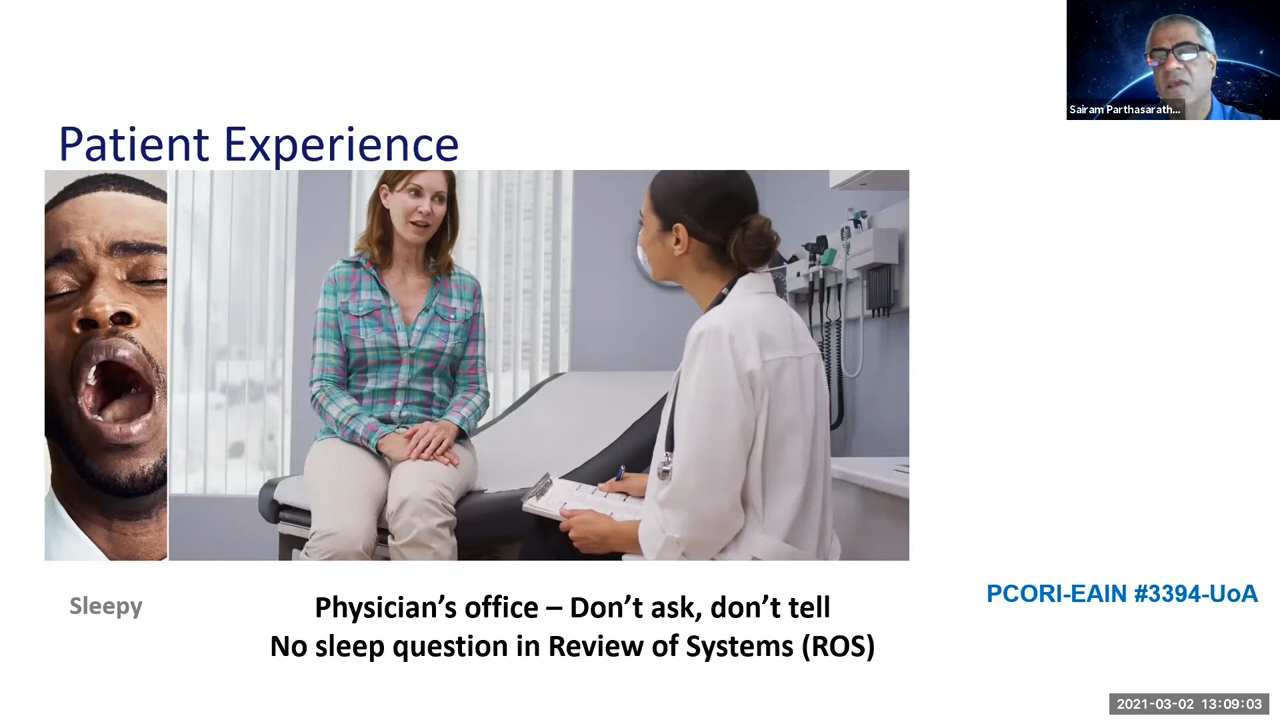 Sairam Parthasarath...
Patient Experience
Sleepy
Physician’s office – Don’t ask, don’t tell
No sleep question in Review of Systems (ROS)
PCORI-EAIN #3394-UoA
2021-03-02 13:09:03